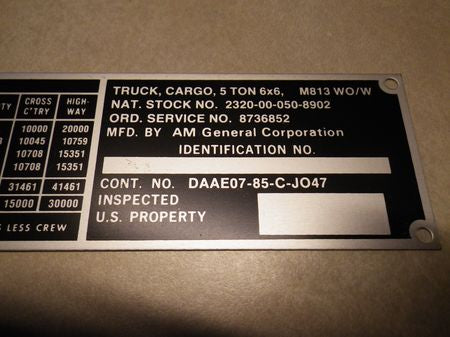 TRUCK, CARGO, 5 TON 6x6, M813 WO/W
NAT. STOCK NO. 2320-00-050-8902
ORD. SERVICE NO. 8736852
MFD. BY AM General Corporation
IDENTIFICATION NO.
CONT. NO. DAAE07-85-C-JO47
INSPECTED
U.S. PROPERTY
TY CROSS C'TRY HIGH-WAY
10000 20000
10045 10759
10708 15351
10708 15351
31461 41461
15000 30000
LESS CREW